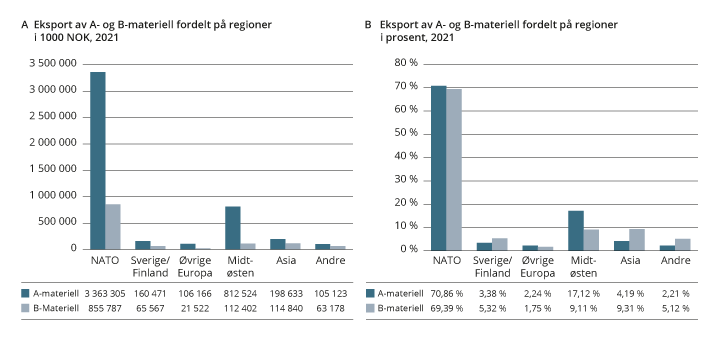 A Eksport av A- og B-materiell fordelt på regioner
i 1000 NOK, 2021
3 500 000
3 000 000
2 500 000
2 000 000
1 500 000
1 000 000
500 000
0
NATO Sverige/ Øvrige Midt- Asia Andre
Finland Europa østen
A-materiell 3 363 305 160 471 106 166 812 524 198 633 105 123
B-Materiell 855 787 65 567 21 522 112 402 114 840 63 178
B Eksport av A- og B-materiell fordelt på regioner
i prosent, 2021
80 %
70 %
60 %
50 %
40 %
30 %
20 %
10 %
0 %
NATO Sverige/ Øvrige Midt- Asia Andre
Finland Europa østen
A-materiell 70,86 % 3,38 % 2,24 % 17,12 % 4,19 % 2,21 %
B-Materiell 69,39 % 5,32 % 1,75 % 9,11 % 9,31 % 5,12 %